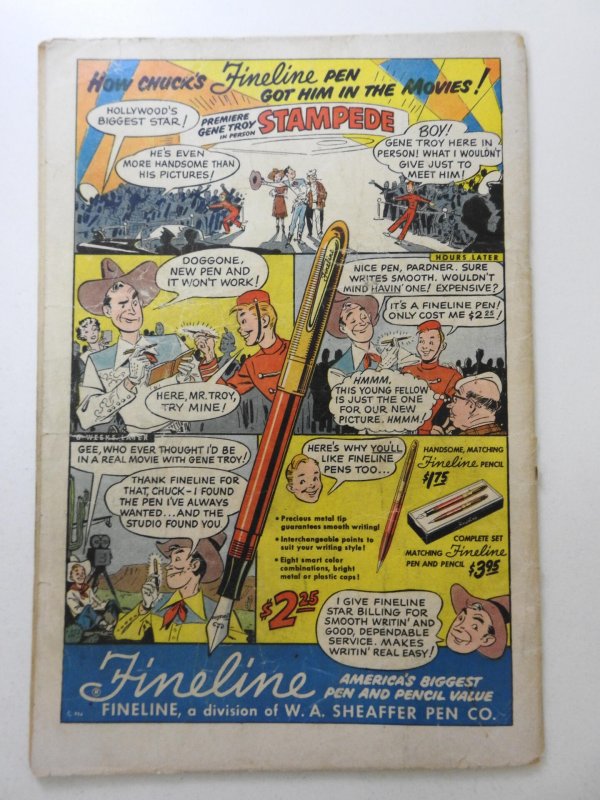 HOW CHUCK'S Fineline PEN
GOT HIM IN THE MOVIES!
HOLLYWOOD'S
BIGGEST STAR!
PREMIERE
GENE TROY
IN PERSON
STAMPEDE
HE'S EVEN
MORE HANDSOME THAN
HIS PICTURES!
BOY!
GENE TROY HERE IN
PERSON! WHAT I WOULDN'T
GIVE JUST TO
MEET HIM!
DOGGONE,
NEW PEN AND
IT WON'T WORK!
HERE, MR. TROY,
TRY MINE!
HOURS LATER
NICE PEN, PARDNER. SURE
WRITES SMOOTH. WOULDN'T
MIND HAVIN' ONE! EXPENSIVE?
IT'S A FINELINE PEN!
ONLY COST ME $2.25!
HMMM,
THIS YOUNG FELLOW
IS JUST THE ONE
FOR OUR NEW
PICTURE. HMMM!
6 WEEKS LATER
GEE, WHO EVER THOUGHT I'D BE
IN A REAL MOVIE WITH GENE TROY!
THANK FINELINE FOR
THAT, CHUCK-I FOUND
THE PEN I'VE ALWAYS
WANTED...AND THE
STUDIO FOUND YOU.
Fineline
HERE'S WHY YOU'LL
LIKE FINELINE
PENS TOO...
• Precious metal tip
guarantees smooth writing!
• Interchangeable points to
suit your writing style!
• Eight smart color
combinations, bright
metal or plastic caps!
$2.25
HANDSOME, MATCHING
Fineline PENCIL
$1.75
COMPLETE SET
MATCHING Fineline
PEN AND PENCIL $3.95
I GIVE FINELINE
STAR BILLING FOR
SMOOTH WRITIN' AND
GOOD, DEPENDABLE
SERVICE. MAKES
WRITIN' REAL EASY!
Fineline
AMERICA'S BIGGEST
PEN AND PENCIL VALUE
FINELINE, a division of W. A. SHEAFFER PEN CO.